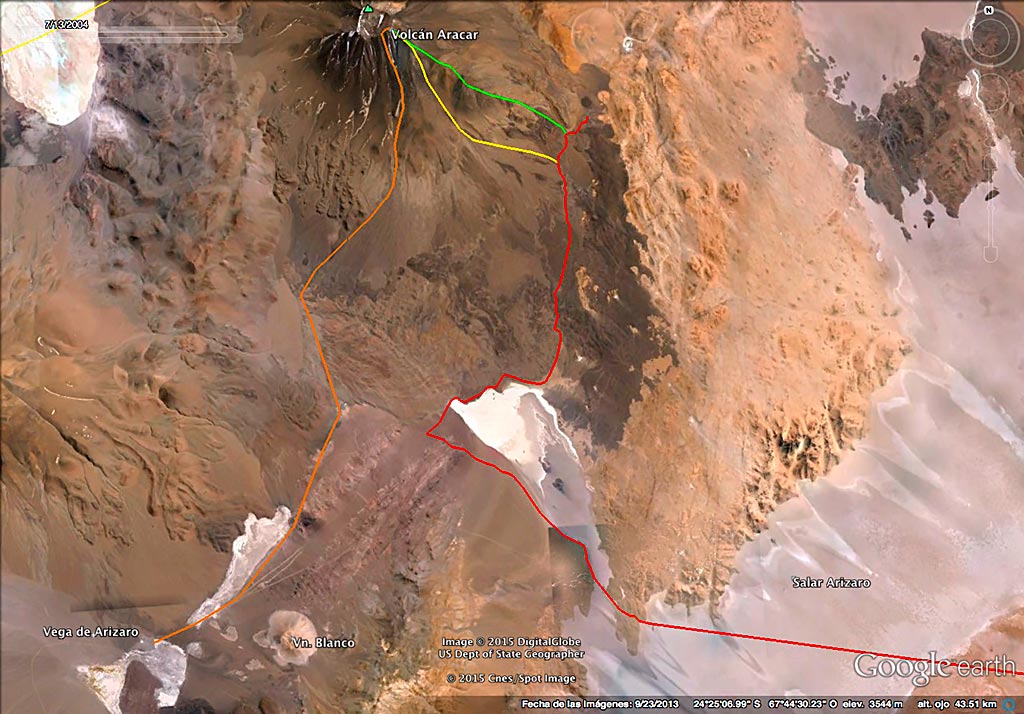 7/13/2004
N
Volcán Aracar
Salar Arizaro
Vega de Arizaro
Vn. Blanco
Image © 2015 DigitalGlobe
US Dept of State Geographer
© 2015 Cnes/Spot Image
Google earth
Fecha de las imágenes: 9/23/2013 24°25'06.99" S 67°44'30.23" O elev. 3544 m alt. ojo 43.51 km